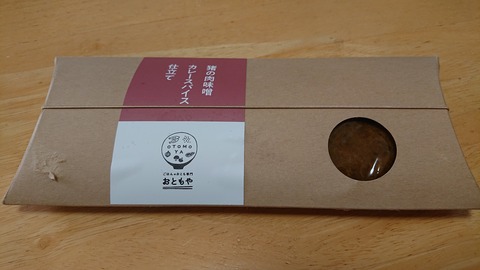 猪の肉味噌
カレースパイス
仕立て
OTOMO
YA
ごはんのおとも専門
おともや